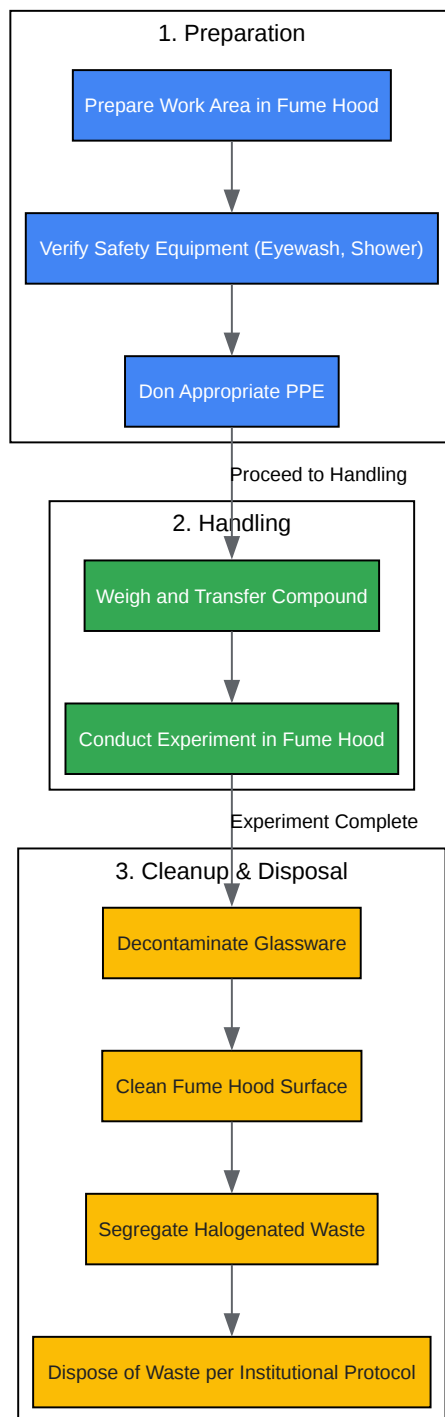 1. Preparation
Prepare Work Area in Fume Hood
Verify Safety Equipment (Eyewash, Shower)
Don Appropriate PPE
Proceed to Handling
2. Handling
Weigh and Transfer Compound
Conduct Experiment in Fume Hood
Experiment Complete
3. Cleanup & Disposal
Decontaminate Glassware
Clean Fume Hood Surface
Segregate Halogenated Waste
Dispose of Waste per Institutional Protocol